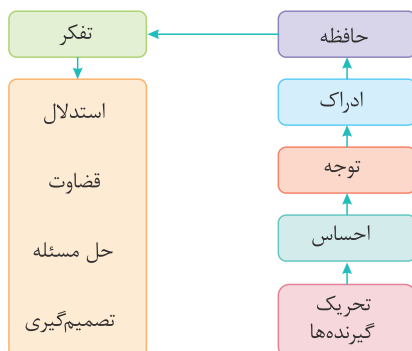 حافظه
ادراک
توجه
احساس
تحریک
گیرنده‌ها
تفکر
استدلال
قضاوت
حل مسئله
تصمیم‌گیری